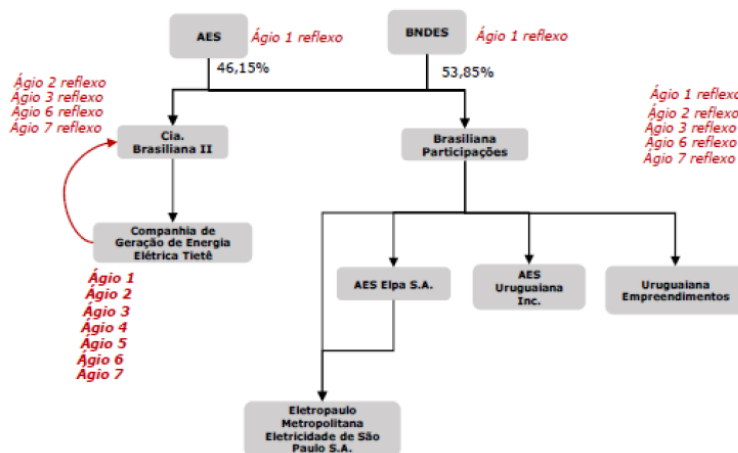 AES
Ágio 1 reflexo
BNDES
Ágio 1 reflexo
46,15%
53,85%
Ágio 2 reflexo
Ágio 3 reflexo
Ágio 6 reflexo
Ágio 7 reflexo
Ágio 1 reflexo
Ágio 2 reflexo
Ágio 3 reflexo
Ágio 6 reflexo
Ágio 7 reflexo
Cia.
Brasiliana II
Brasiliana
Participações
Companhia de
Geração de Energia
Elétrica Tietê
Ágio 1
Ágio 2
Ágio 3
Ágio 4
Ágio 5
Ágio 6
Ágio 7
AES Elpa S.A.
AES
Uruguaiana
Inc.
Uruguaiana
Empreendimentos
Eletropaulo
Metropolitana
Eletricidade de São
Paulo S.A.